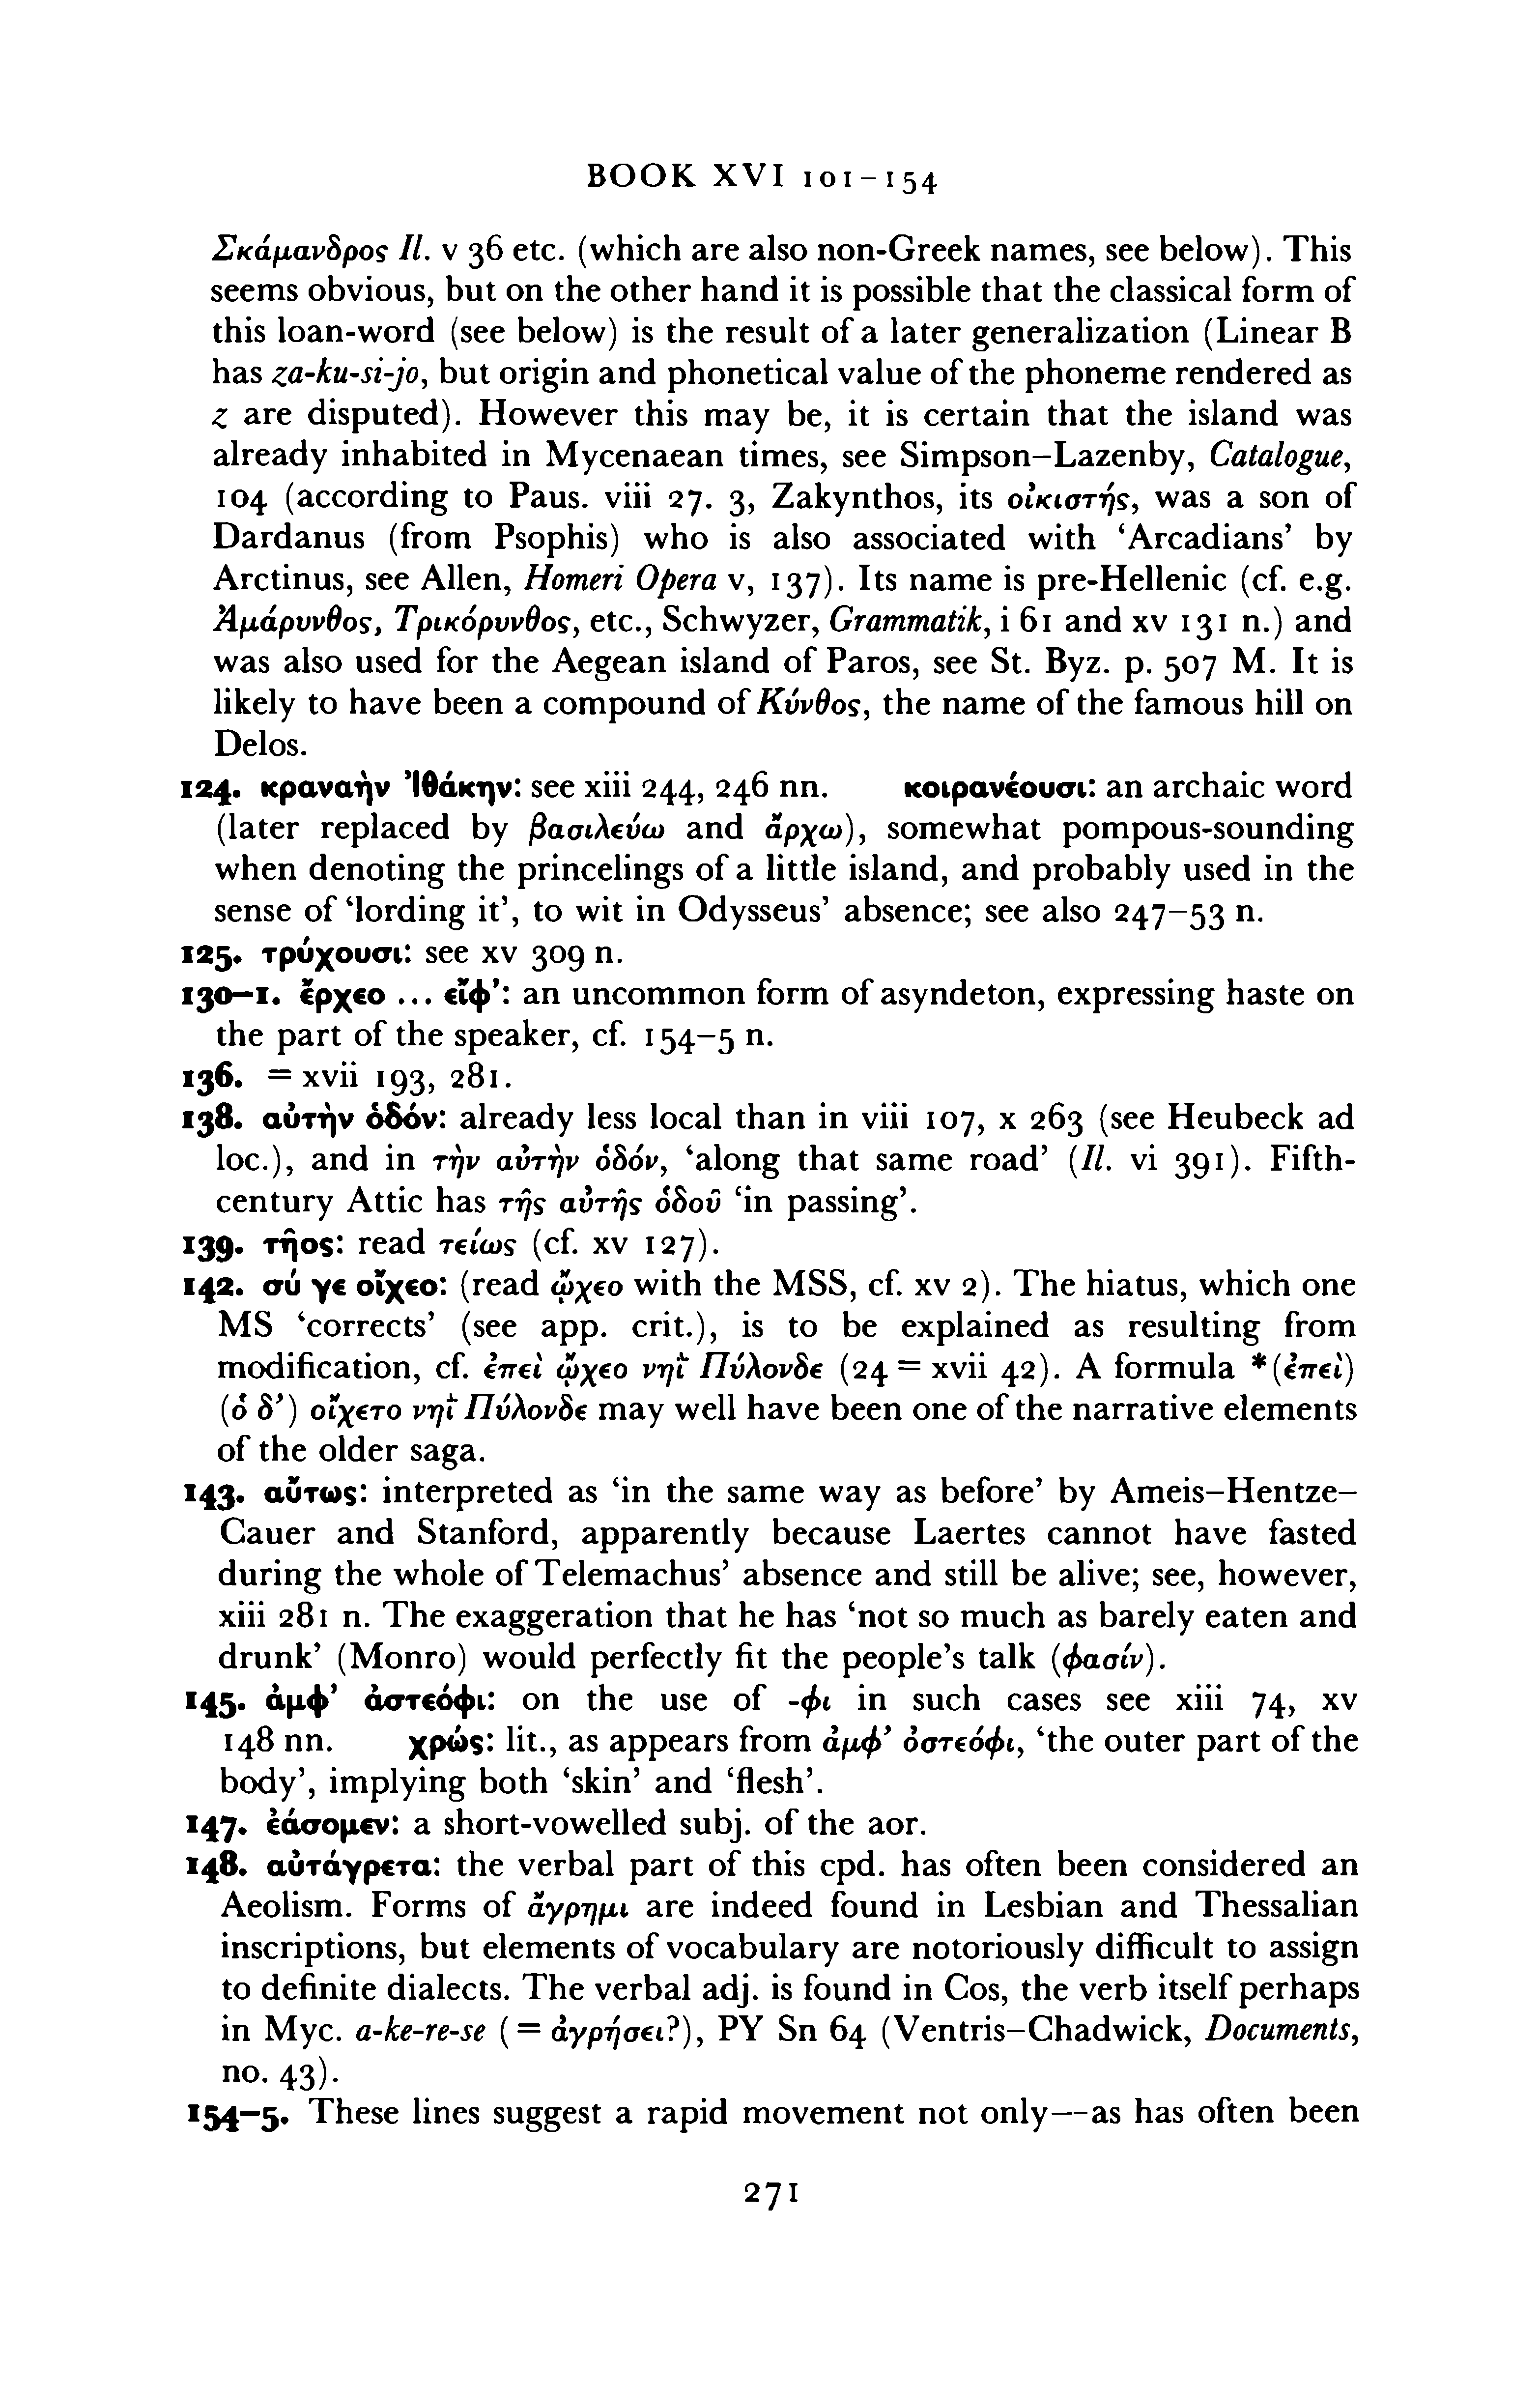 BOOK XVI 101–154
Σκάμανδρος Il. v 36 etc. (which are also non-Greek names, see below). This
seems obvious, but on the other hand it is possible that the classical form of
this loan-word (see below) is the result of a later generalization (Linear B
has za-ku-si-jo, but origin and phonetical value of the phoneme rendered as
z are disputed). However this may be, it is certain that the island was
already inhabited in Mycenaean times, see Simpson–Lazenby, Catalogue,
104 (according to Paus. viii 27. 3, Zakynthos, its οἰκιστής, was a son of
Dardanus (from Psophis) who is also associated with ‘Arcadians’ by
Arctinus, see Allen, Homeri Opera v, 137). Its name is pre-Hellenic (cf. e.g.
Ἀμάρυνθος, Τρικόρυνθος, etc., Schwyzer, Grammatik, i 61 and xv 131 n.) and
was also used for the Aegean island of Paros, see St. Byz. p. 507 M. It is
likely to have been a compound of Κύνθος, the name of the famous hill on
Delos.
124. κραναὴν Ἰθάκην: see xiii 244, 246 nn. κοιρανέουσι: an archaic word
(later replaced by βασιλεύω and ἄρχω), somewhat pompous-sounding
when denoting the princelings of a little island, and probably used in the
sense of ‘lording it’, to wit in Odysseus’ absence; see also 247–53 n.
125. τρύχουσι: see xv 309 n.
130–1. ἔρχεο ... εἴφ’: an uncommon form of asyndeton, expressing haste on
the part of the speaker, cf. 154–5 n.
136. = xvii 193, 281.
138. αὐτὴν ὁδόν: already less local than in viii 107, x 263 (see Heubeck ad
loc.), and in τὴν αὐτὴν ὁδόν, ‘along that same road’ (Il. vi 391). Fifth-
century Attic has τῆς αὐτῆς ὁδοῦ ‘in passing’.
139. τῆος: read τείως (cf. xv 127).
142. σύ γε οἴχεο: (read ᾤχεο with the MSS, cf. xv 2). The hiatus, which one
MS ‘corrects’ (see app. crit.), is to be explained as resulting from
modification, cf. ἐπεὶ ᾤχεο νηῒ Πύλονδε (24 = xvii 42). A formula *(ἐπεὶ)
(ὁ δ’) οἴχετο νηῒ Πύλονδε may well have been one of the narrative elements
of the older saga.
143. αὔτως: interpreted as ‘in the same way as before’ by Ameis–Hentze–
Cauer and Stanford, apparently because Laertes cannot have fasted
during the whole of Telemachus’ absence and still be alive; see, however,
xiii 281 n. The exaggeration that he has ‘not so much as barely eaten and
drunk’ (Monro) would perfectly fit the people’s talk (φασίν).
145. ἀμφ’ ἀστεόφι: on the use of -φι in such cases see xiii 74, xv
148 nn. χρώς: lit., as appears from ἀμφ’ ὀστεόφι, ‘the outer part of the
body’, implying both ‘skin’ and ‘flesh’.
147. ἐάσομεν: a short-vowelled subj. of the aor.
148. αὐτάγρετα: the verbal part of this cpd. has often been considered an
Aeolism. Forms of ἄγρημι are indeed found in Lesbian and Thessalian
inscriptions, but elements of vocabulary are notoriously difficult to assign
to definite dialects. The verbal adj. is found in Cos, the verb itself perhaps
in Myc. a-ke-re-se (= ἀγρήσει?), PY Sn 64 (Ventris–Chadwick, Documents,
no. 43).
154–5. These lines suggest a rapid movement not only—as has often been
271